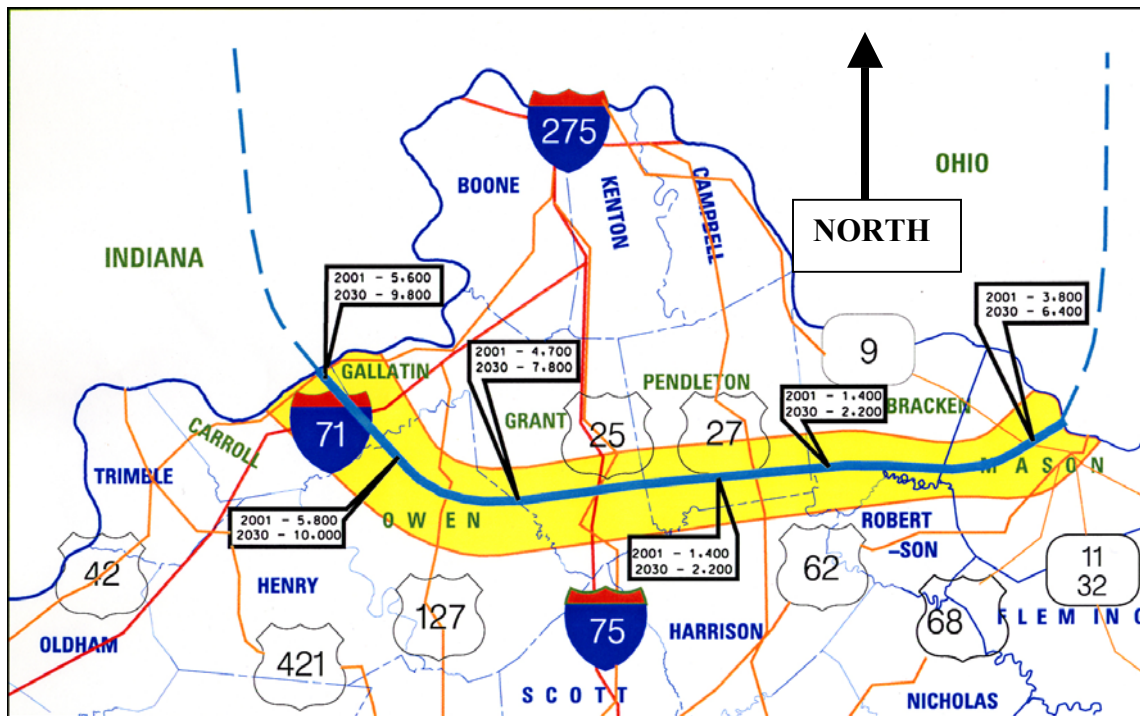 275
BOONE
KENTON
CAMPBELL
OHIO
NORTH
INDIANA
2001 - 5.600
2030 - 9.800
2001 - 3.800
2030 - 6.400
2001 - 4.700
2030 - 7.800
9
GALLATIN
PENDLETON
2001 - 1.400
2030 - 2.200
BRACKEN
GRANT
CARROLL
71
25
27
TRIMBLE
MASON
OWEN
2001 - 5.800
2030 - 10.000
ROBERT
-SON
2001 - 1.400
2030 - 2.200
42
HENRY
62
11
32
127
75
HARRISON
68
FLEMING
OLDHAM
421
SCOTT
NICHOLAS